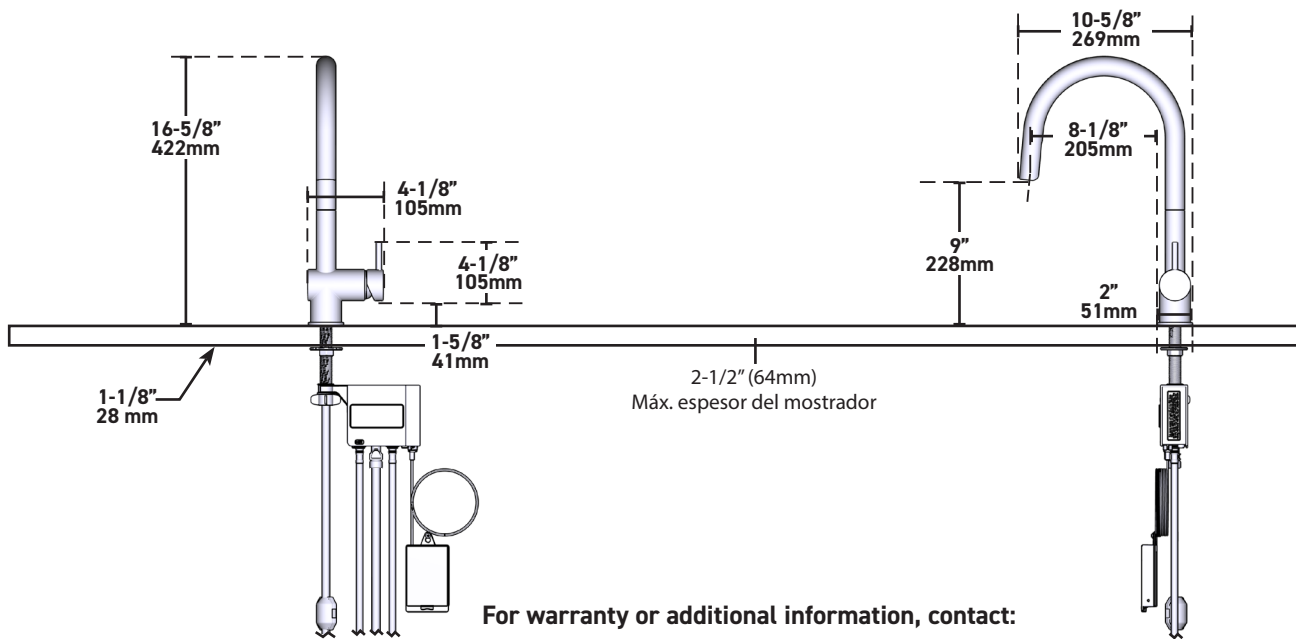 10-5/8”
269mm
16-5/8”
422mm
8-1/8”
205mm
4-1/8”
105mm
4-1/8”
105mm
9”
228mm
2”
51mm
1-5/8”
41mm
1-1/8”
28 mm
2-1/2” (64mm)
Máx. espesor del mostrador
For warranty or additional information, contact: